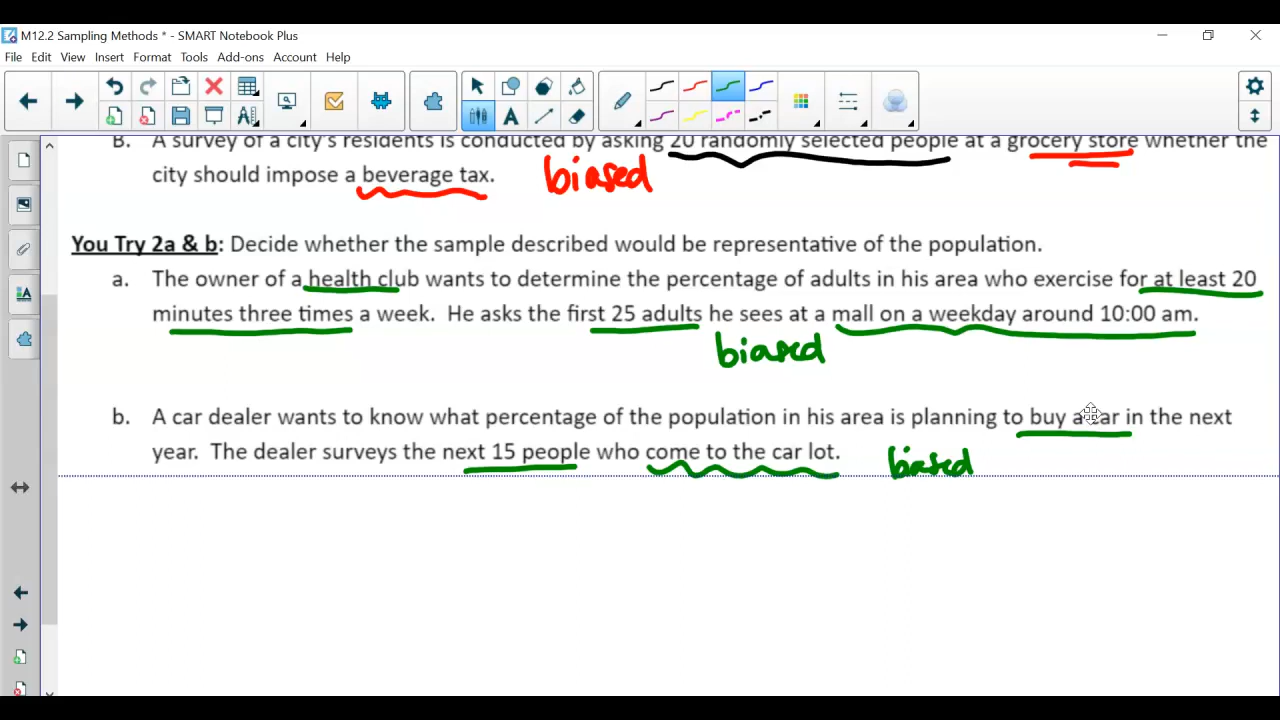 M12.2 Sampling Methods * - SMART Notebook Plus
File Edit View Insert Format Tools Add-ons Account Help
B. A survey of a city's residents is conducted by asking 20 randomly selected people at a grocery store whether the
city should impose a beverage tax. biased
You Try 2a & b: Decide whether the sample described would be representative of the population.
a. The owner of a health club wants to determine the percentage of adults in his area who exercise for at least 20
minutes three times a week. He asks the first 25 adults he sees at a mall on a weekday around 10:00 am.
biased
b. A car dealer wants to know what percentage of the population in his area is planning to buy a car in the next
year. The dealer surveys the next 15 people who come to the car lot. biased